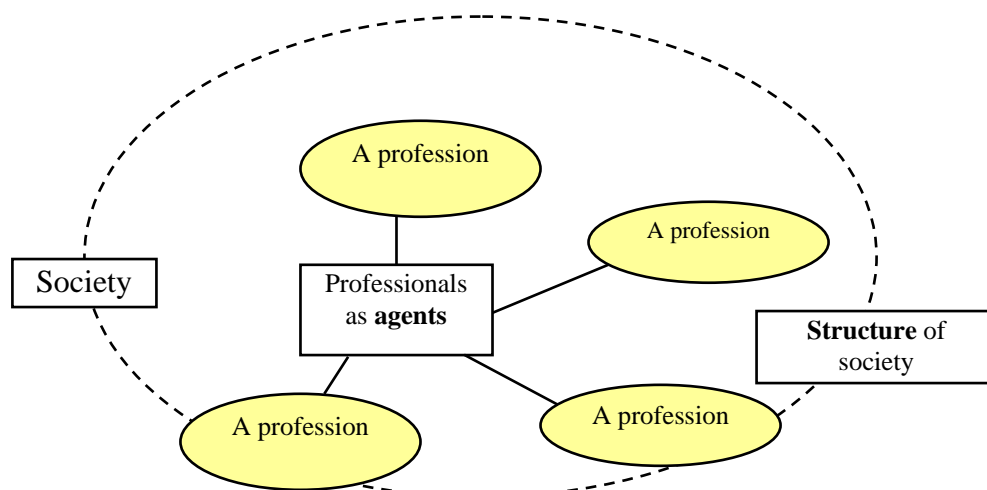 A profession
A profession
Society
Professionals
as agents
Structure of
society
A profession
A profession